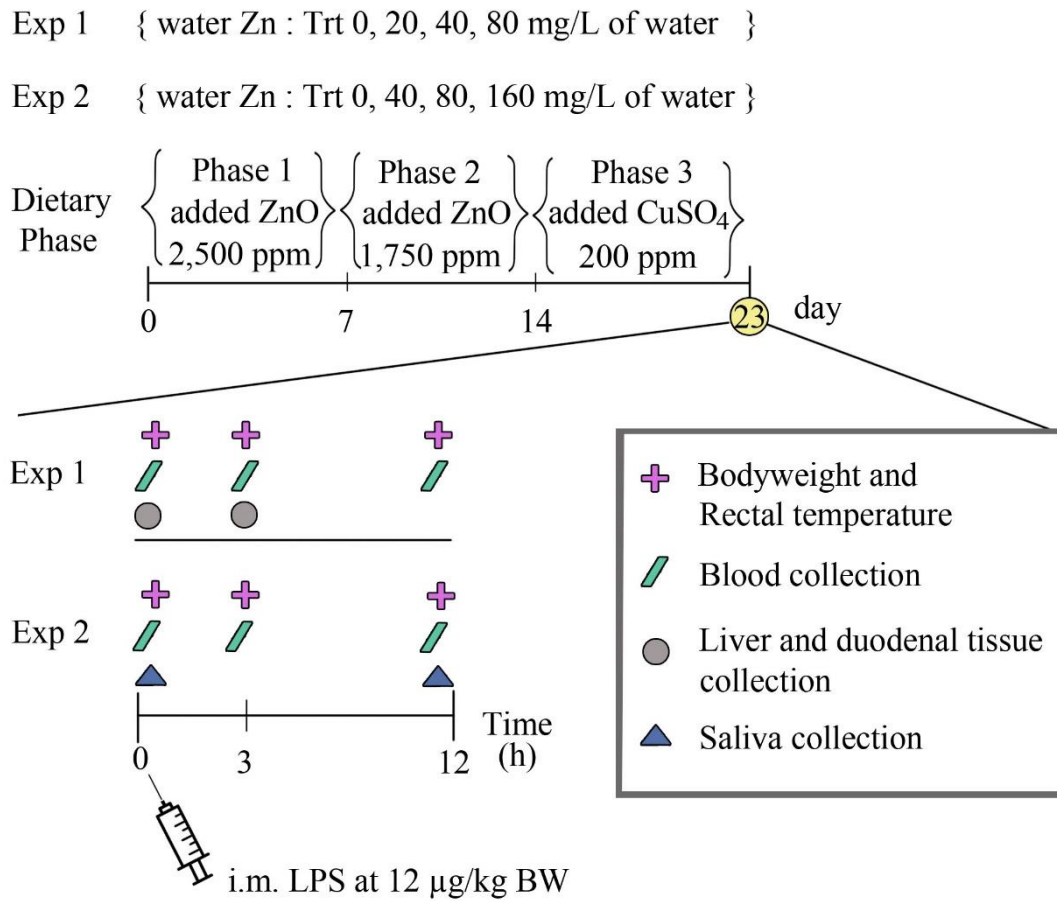 Exp 1 { water Zn : Trt 0, 20, 40, 80 mg/L of water }
Exp 2 { water Zn : Trt 0, 40, 80, 160 mg/L of water }
Dietary
Phase
Phase 1
added ZnO
2,500 ppm
Phase 2
added ZnO
1,750 ppm
Phase 3
added CuSO₄
200 ppm
0 7 14 23 day
Exp 1
Exp 2
0 3 12
Time
(h)
i.m. LPS at 12 µg/kg BW
Bodyweight and
Rectal temperature
Blood collection
Liver and duodenal tissue
collection
Saliva collection